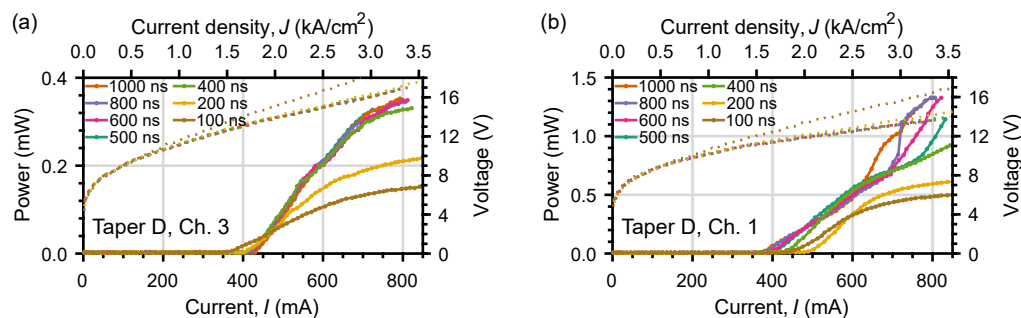 (a)
Current density, J (kA/cm²)
0.0 0.5 1.0 1.5 2.0 2.5 3.0 3.5
0.4
0.2
0.0
Power (mW)
1000 ns
800 ns
600 ns
500 ns
400 ns
200 ns
100 ns
Taper D, Ch. 3
16
12
8
4
0
Voltage (V)
0 200 400 600 800
Current, I (mA)
(b)
Current density, J (kA/cm²)
0.0 0.5 1.0 1.5 2.0 2.5 3.0 3.5
1.5
1.0
0.5
0.0
Power (mW)
1000 ns
800 ns
600 ns
500 ns
400 ns
200 ns
100 ns
Taper D, Ch. 1
16
12
8
4
0
Voltage (V)
0 200 400 600 800
Current, I (mA)